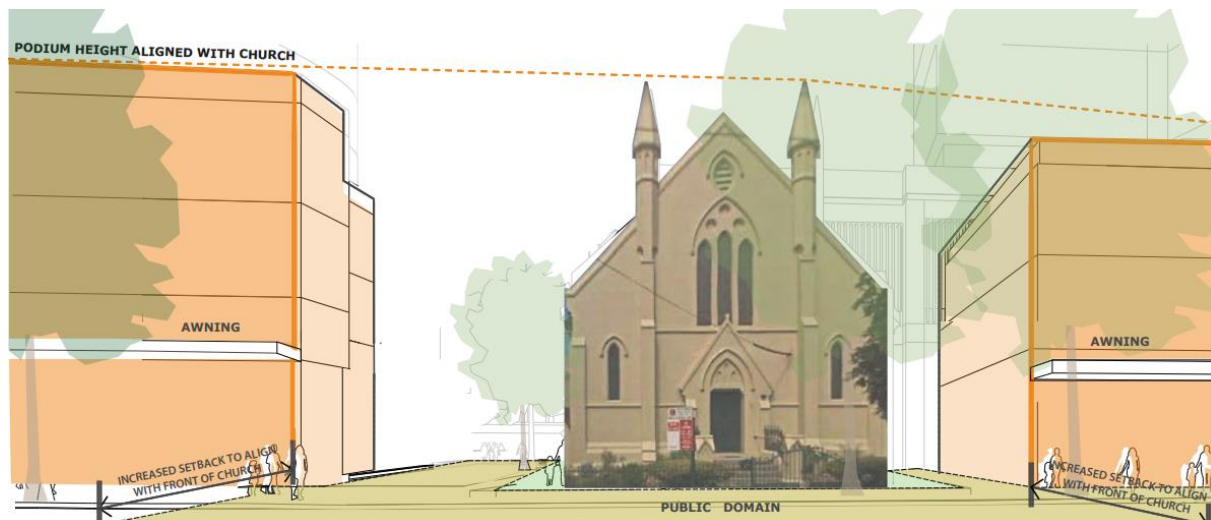 PODIUM HEIGHT ALIGNED WITH CHURCH
AWNING
AWNING
INCREASED SETBACK TO ALIGN
WITH FRONT OF CHURCH
INCREASED SETBACK TO ALIGN
WITH FRONT OF CHURCH
PUBLIC DOMAIN